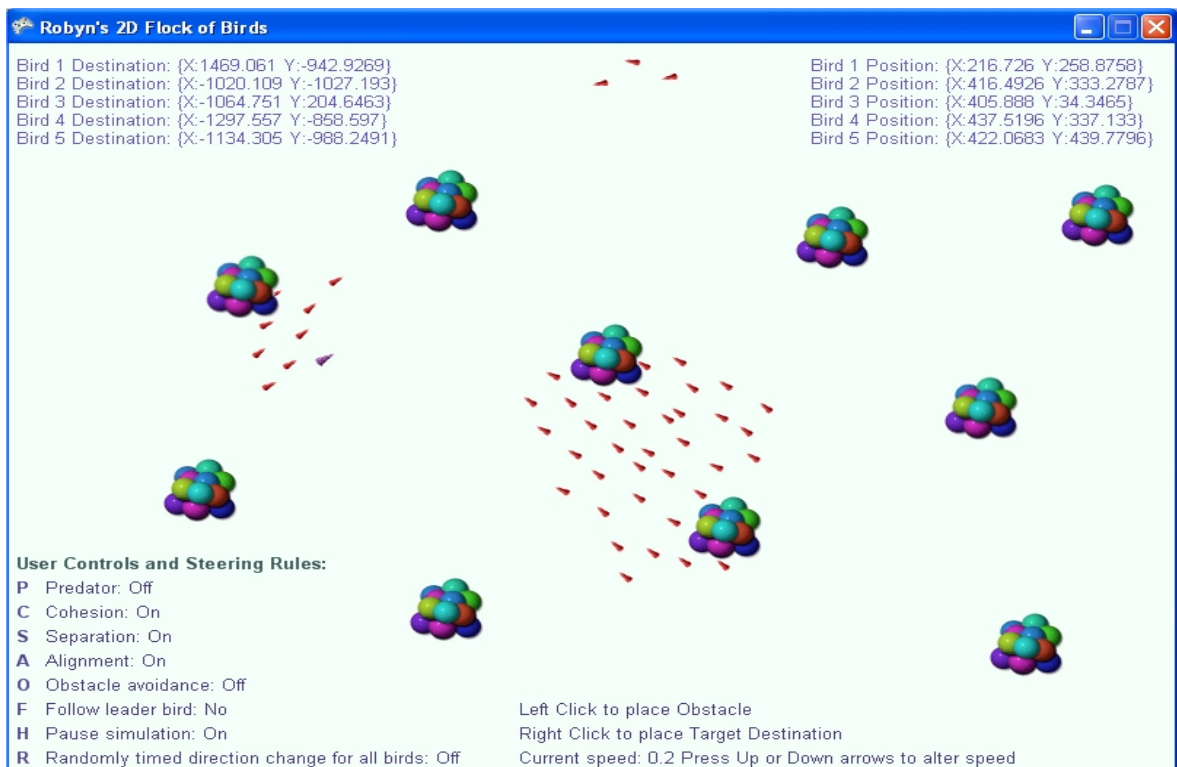 Robyn's 2D Flock of Birds
Bird 1 Destination: {X:1469.061 Y:-942.9269}
Bird 2 Destination: {X:-1020.109 Y:-1027.193}
Bird 3 Destination: {X:-1064.751 Y:204.6463}
Bird 4 Destination: {X:-1297.557 Y:-858.597}
Bird 5 Destination: {X:-1134.305 Y:-988.2491}
Bird 1 Position: {X:216.726 Y:258.8758}
Bird 2 Position: {X:416.4926 Y:333.2787}
Bird 3 Position: {X:405.888 Y:34.3465}
Bird 4 Position: {X:437.5196 Y:337.133}
Bird 5 Position: {X:422.0683 Y:439.7796}
User Controls and Steering Rules:
P Predator: Off
C Cohesion: On
S Separation: On
A Alignment: On
O Obstacle avoidance: Off
F Follow leader bird: No
H Pause simulation: On
R Randomly timed direction change for all birds: Off
Left Click to place Obstacle
Right Click to place Target Destination
Current speed: 0.2 Press Up or Down arrows to alter speed